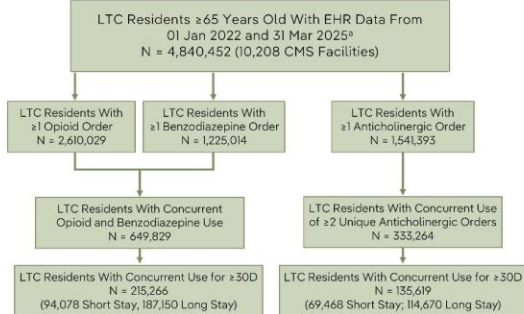 LTC Residents ≥65 Years Old With EHR Data From
01 Jan 2022 and 31 Mar 2025ª
N = 4,840,452 (10,208 CMS Facilities)
LTC Residents With
≥1 Opioid Order
N = 2,610,029
LTC Residents With
≥1 Benzodiazepine Order
N = 1,225,014
LTC Residents With
≥1 Anticholinergic Order
N = 1,541,393
LTC Residents With Concurrent
Opioid and Benzodiazepine Use
N = 649,829
LTC Residents With Concurrent Use
of ≥2 Unique Anticholinergic Orders
N = 333,264
LTC Residents With Concurrent Use for ≥30D
N = 215,266
(94,078 Short Stay, 187,150 Long Stay)
LTC Residents With Concurrent Use for ≥30D
N = 135,619
(69,468 Short Stay; 114,670 Long Stay)